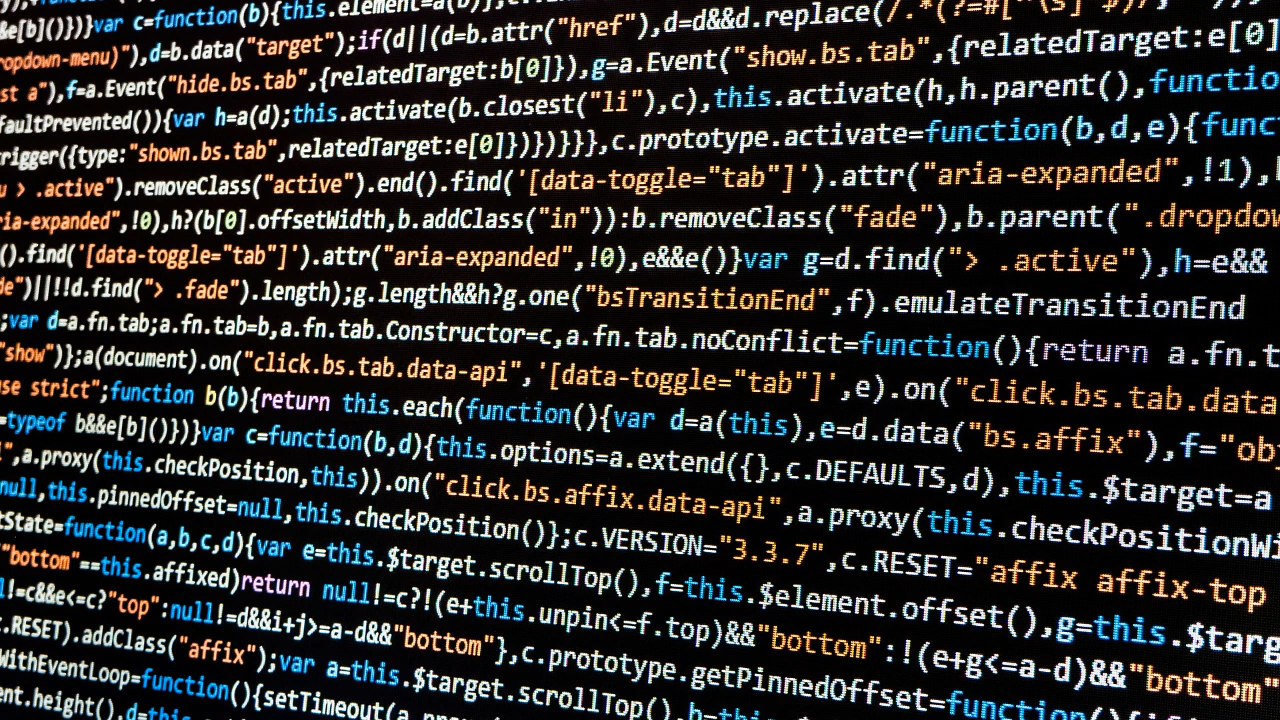 &e[b]()})}var c=function(b){this.element=a(b)};
ropdown-menu)"),d=b.data("target");if(d||(d=b.attr("href"),d=d&&d.replace(/.*(?=#[^\s]*$)/,
st a"),f=a.Event("hide.bs.tab",{relatedTarget:b[0]}),g=a.Event("show.bs.tab",{relatedTarget:e[0]
faultPrevented()){var h=a(d);this.activate(b.closest("li"),c),this.activate(h,h.parent(),functio
rigger({type:"shown.bs.tab",relatedTarget:e[0]})})}}},c.prototype.activate=function(b,d,e){func
u > .active").removeClass("active").end().find('[data-toggle="tab"]').attr("aria-expanded",!1),
ria-expanded",!0),h?(b[0].offsetWidth,b.addClass("in")):b.removeClass("fade"),b.parent(".dropdow
().find('[data-toggle="tab"]').attr("aria-expanded",!0),e&&e()}var g=d.find("> .active"),h=e&&
de")||!!d.find("> .fade").length);g.length&&h?g.one("bsTransitionEnd",f).emulateTransitionEnd
;var d=a.fn.tab;a.fn.tab=b,a.fn.tab.Constructor=c,a.fn.tab.noConflict=function(){return a.fn.t
"show")};a(document).on("click.bs.tab.data-api",'[data-toggle="tab"]',e).on("click.bs.tab.data
se strict";function b(b){return this.each(function(){var d=a(this),e=d.data("bs.affix"),f="ob
=typeof b&&e[b]()})}var c=function(b,d){this.options=a.extend({},c.DEFAULTS,d),this.$target=a
",a.proxy(this.checkPosition,this)).on("click.bs.affix.data-api",a.proxy(this.checkPositionWi
null,this.pinnedOffset=null,this.checkPosition()};c.VERSION="3.3.7",c.RESET="affix affix-top
tState=function(a,b,c,d){var e=this.$target.scrollTop(),f=this.$element.offset(),g=this.$targ
"bottom"==this.affixed)return null!=c?!(e+this.unpin<=f.top)&&"bottom":!(e+g<=a-d)&&"bottom"
l!=c&&e<=c?"top":null!=d&&i+j>=a-d&&"bottom"},c.prototype.getPinnedOffset=function(){
c.RESET).addClass("affix");var a=this.$target.scrollTop(),b=this.
WithEventLoop=function(){setTimeout(a.proxy(
ent.height(),d=this